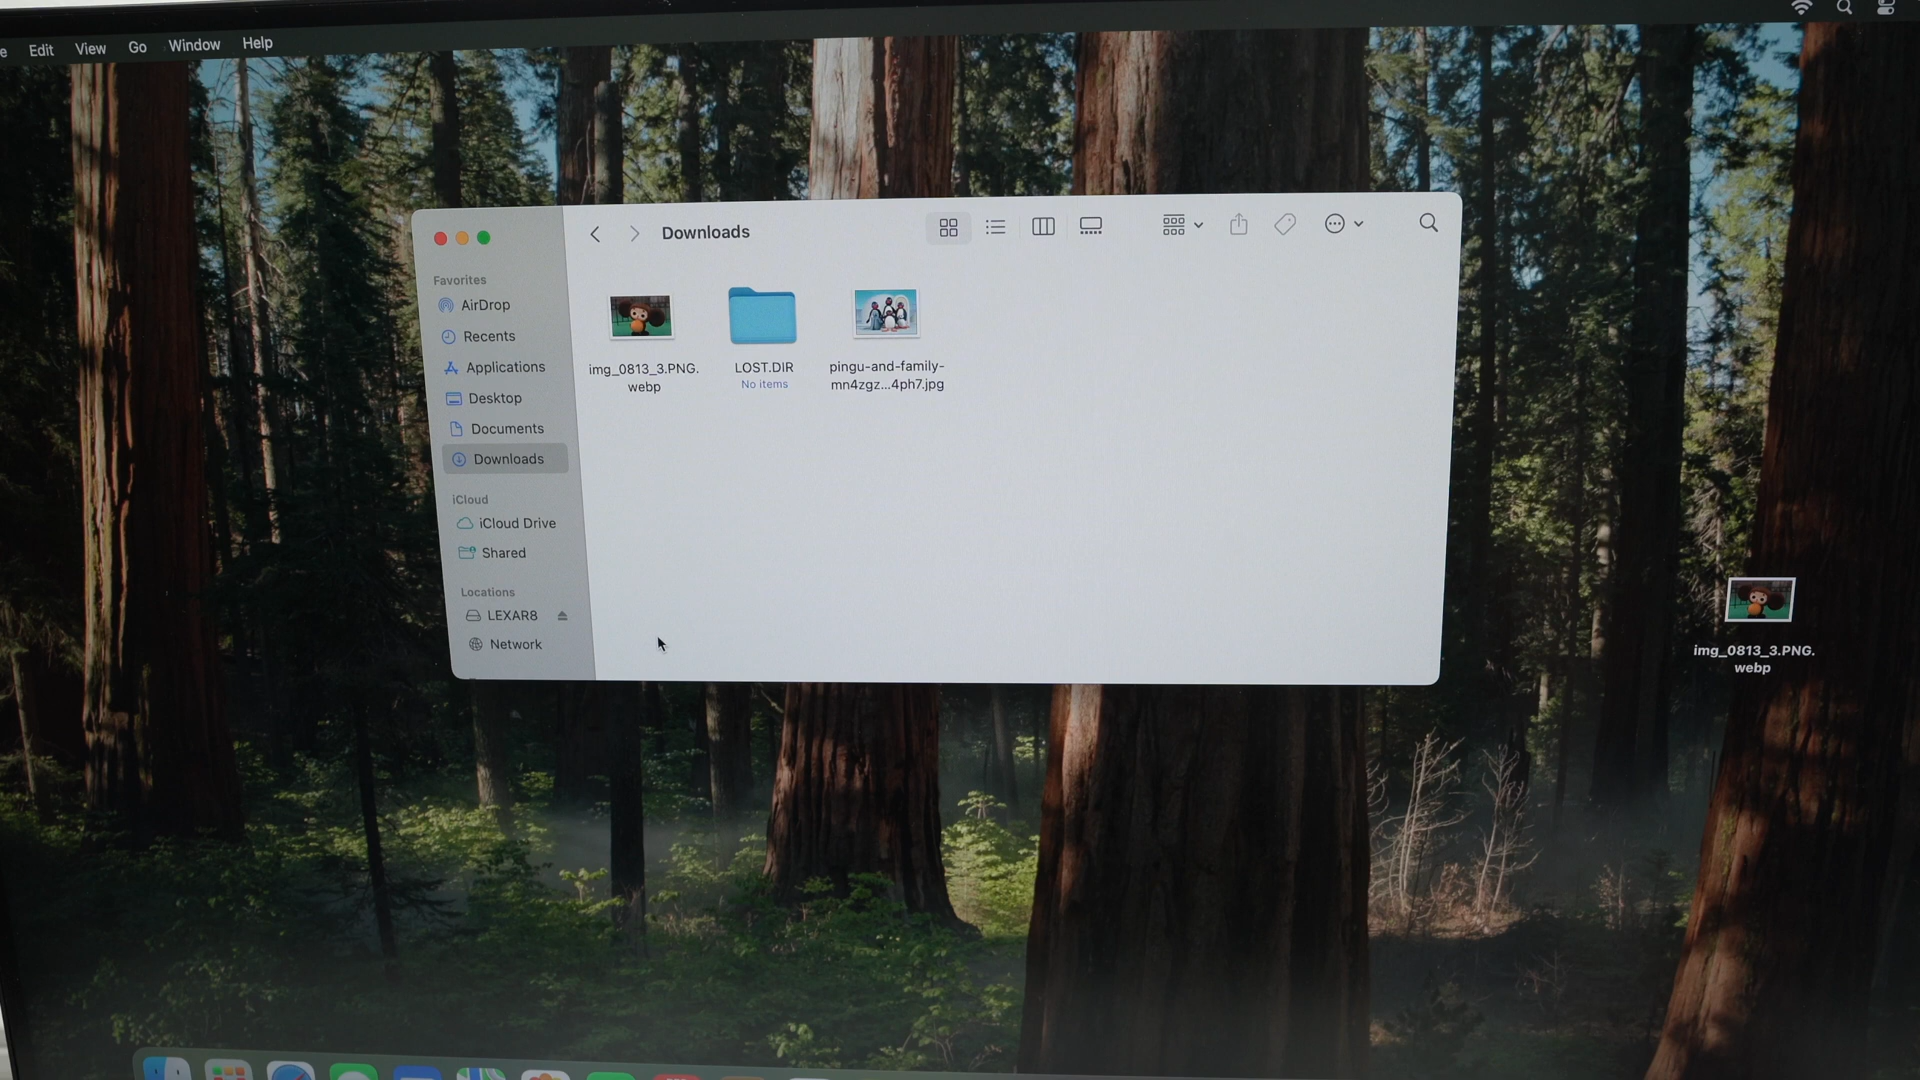 Edit View Go Window Help
Downloads
Favorites
AirDrop
Recents
Applications
Desktop
Documents
Downloads
iCloud
iCloud Drive
Shared
Locations
LEXAR8
Network
img_0813_3.PNG.
webp
LOST.DIR
No items
pingu-and-family-
mn4zgz...4ph7.jpg
img_0813_3.PNG.
webp